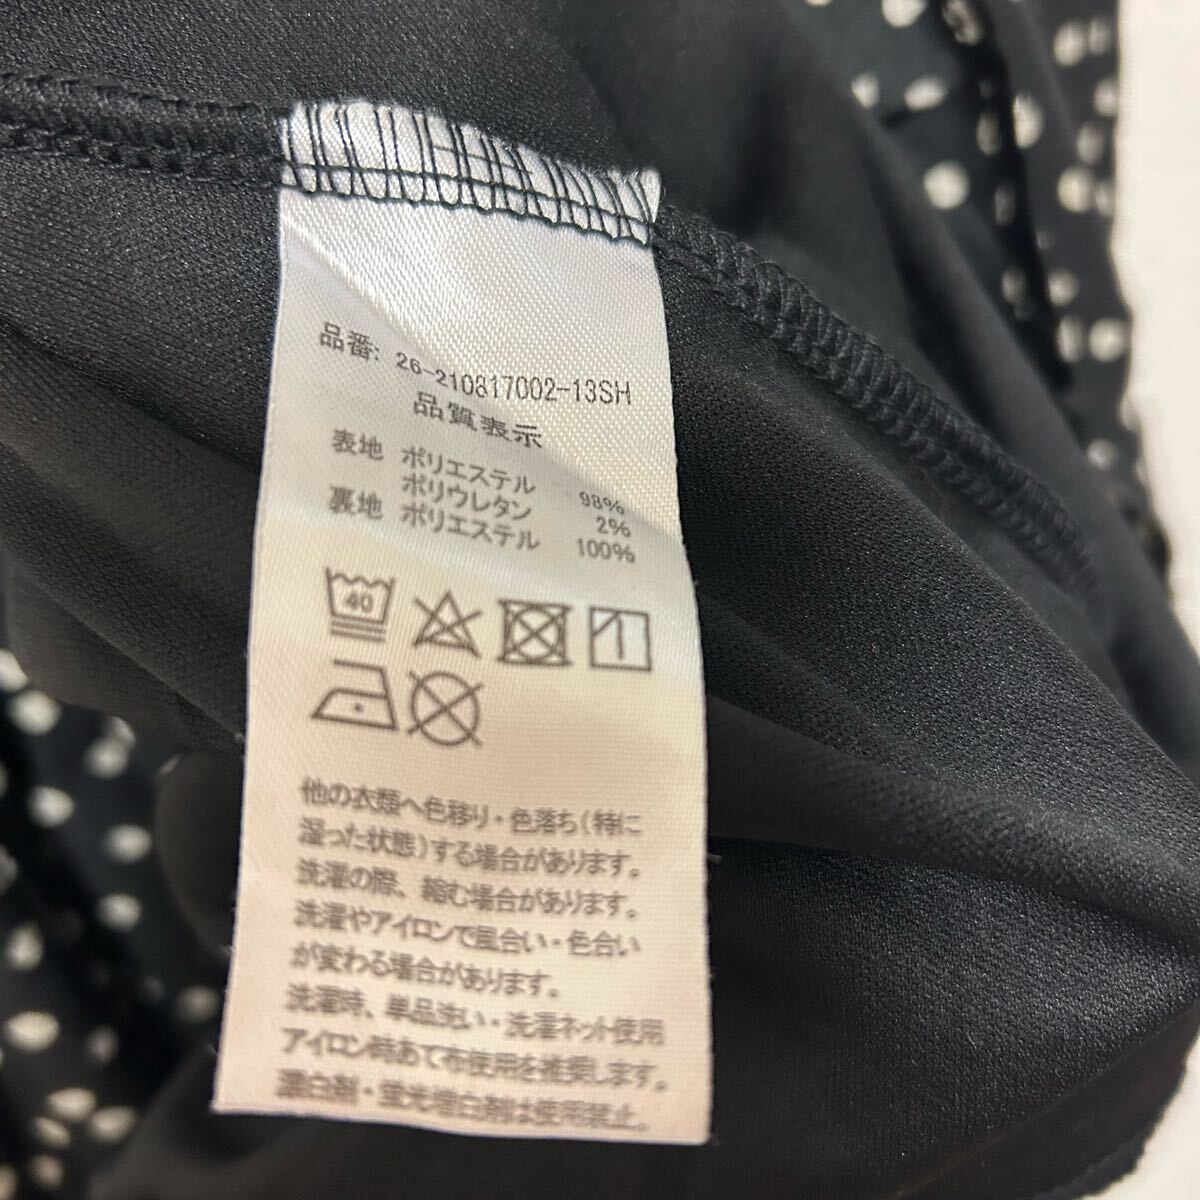 品番: 26-210817002-13SH
品質表示
表地 ポリエステル 98%
ポリウレタン 2%
裏地 ポリエステル 100%
40
他の衣類へ色移り・色落ち(特に
湿った状態)する場合があります。
洗濯の際、縮む場合があります。
洗濯やアイロンで風合い・色合い
が変わる場合があります。
洗濯時、単品洗い・洗濯ネット使用
アイロン時あて布使用を推奨します。
漂白剤・蛍光増白剤は使用禁止。